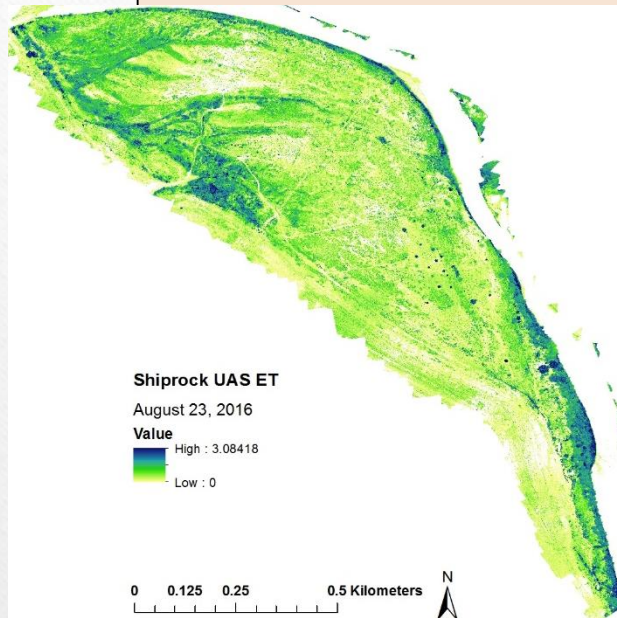 Shiprock UAS ET
August 23, 2016
Value
High : 3.08418
Low : 0
0 0.125 0.25 0.5 Kilometers
N